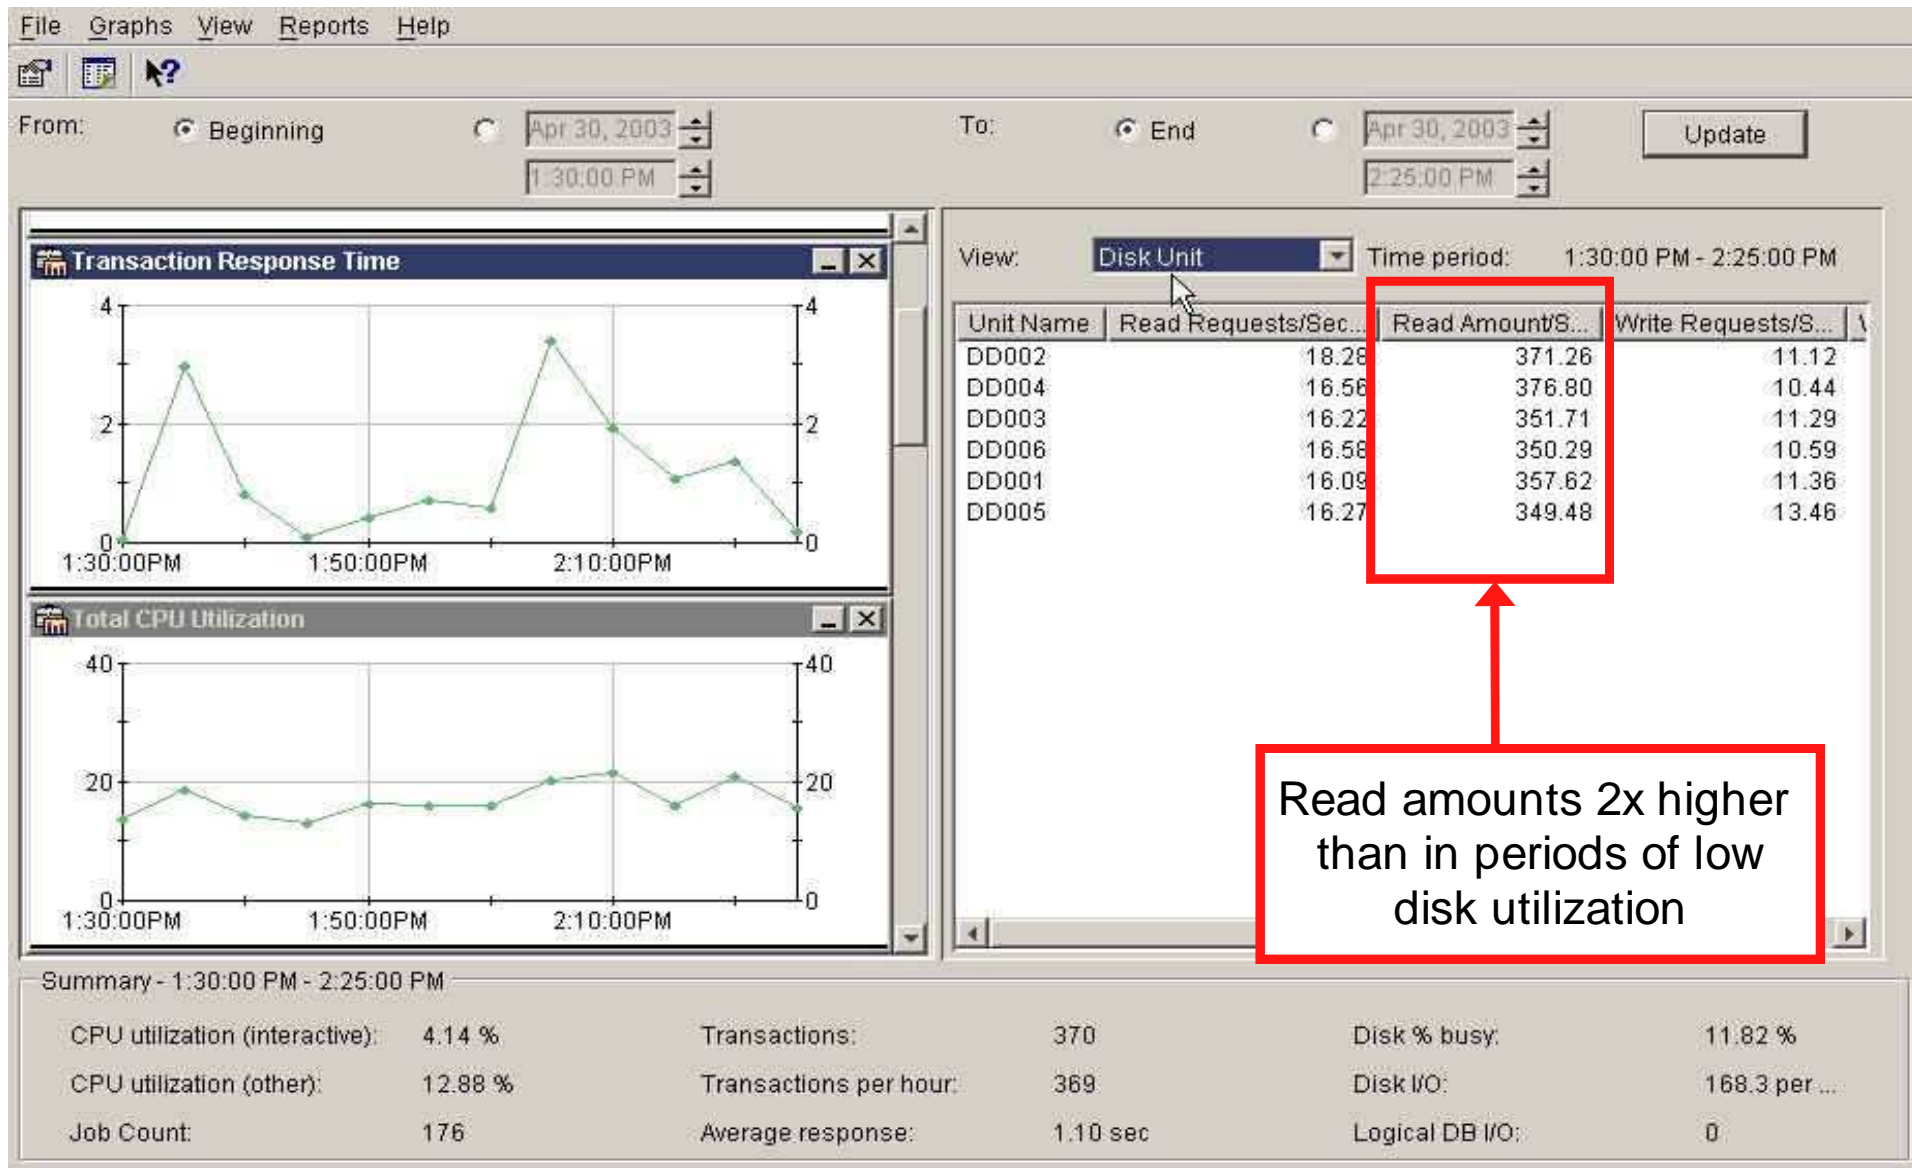 File Graphs View Reports Help
From: Beginning Apr 30, 2003 To: End Apr 30, 2003 Update
1:30:00 PM 2:25:00 PM
Transaction Response Time
4 4
2 2
0 0
1:30:00PM 1:50:00PM 2:10:00PM
Total CPU Utilization
40 40
20 20
0 0
1:30:00PM 1:50:00PM 2:10:00PM
View: Disk Unit Time period: 1:30:00 PM - 2:25:00 PM
Unit Name Read Requests/Sec... Read Amount/S... Write Requests/S...
DD002 18.28 371.26 11.12
DD004 16.56 376.80 10.44
DD003 16.22 351.71 11.29
DD006 16.58 350.29 10.59
DD001 16.09 357.62 11.36
DD005 16.27 349.48 13.46
Read amounts 2x higher
than in periods of low
disk utilization
Summary - 1:30:00 PM - 2:25:00 PM
CPU utilization (interactive): 4.14 % Transactions: 370 Disk % busy: 11.82 %
CPU utilization (other): 12.88 % Transactions per hour: 369 Disk I/O: 168.3 per ...
Job Count: 176 Average response: 1.10 sec Logical DB I/O: 0